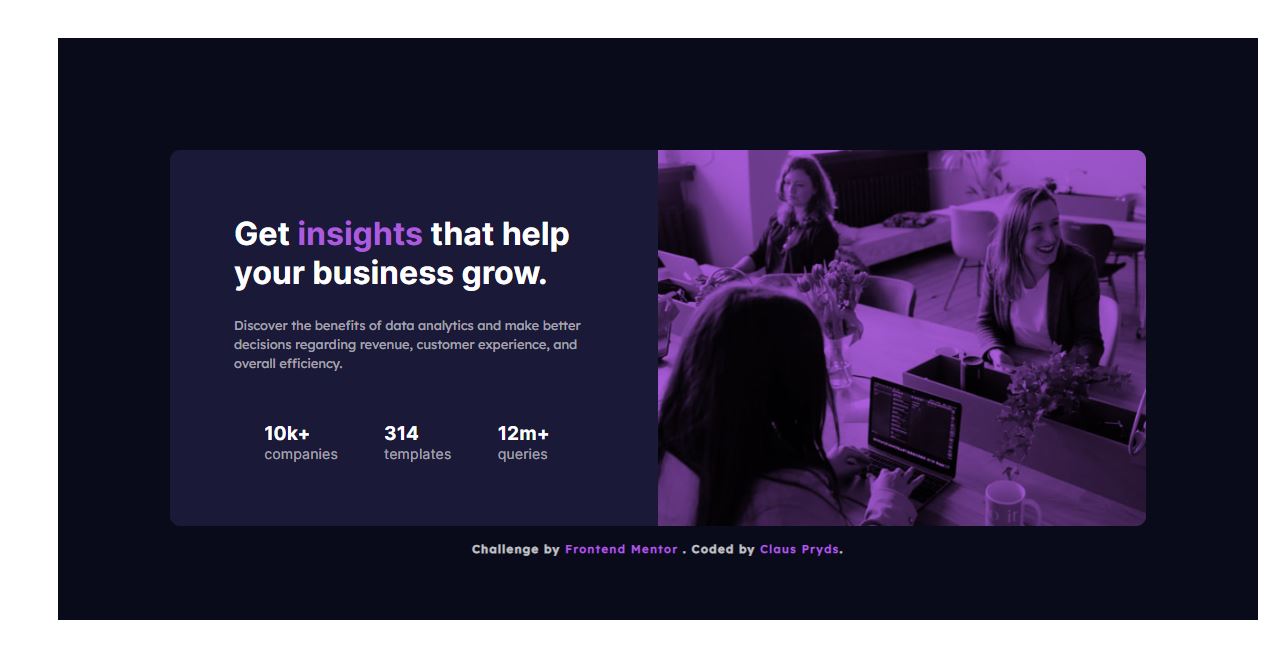 Get insights that help
your business grow.
Discover the benefits of data analytics and make better
decisions regarding revenue, customer experience, and
overall efficiency.
10k+ 314 12m+
companies templates queries
Challenge by Frontend Mentor . Coded by Claus Pryds.